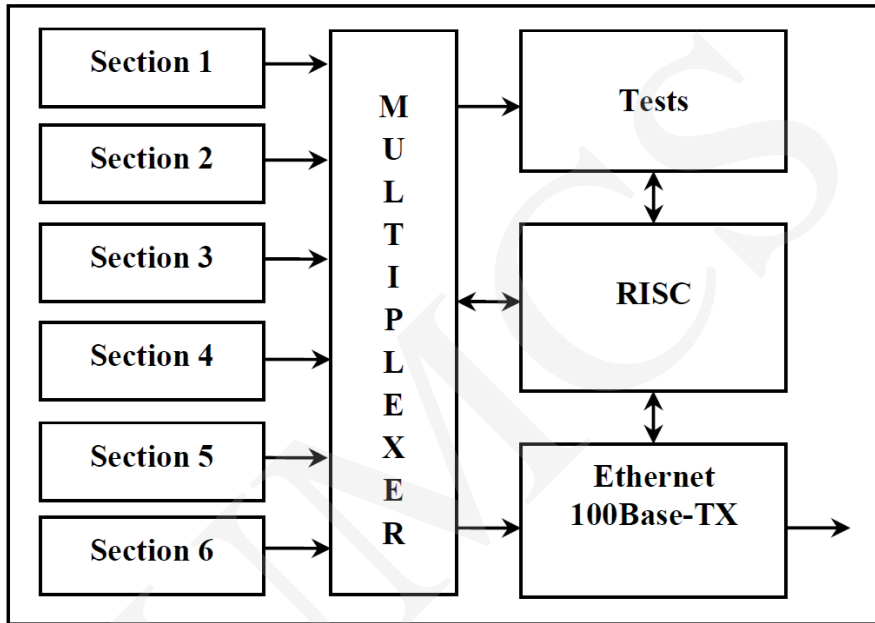 Section 1
Section 2
Section 3
Section 4
Section 5
Section 6
M
U
L
T
I
P
L
E
X
E
R
Tests
RISC
Ethernet
100Base-TX